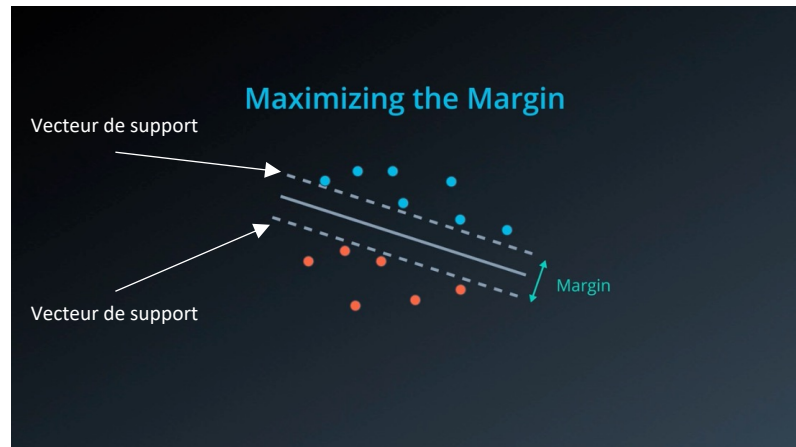 Maximizing the Margin
Vecteur de support
Margin
Vecteur de support